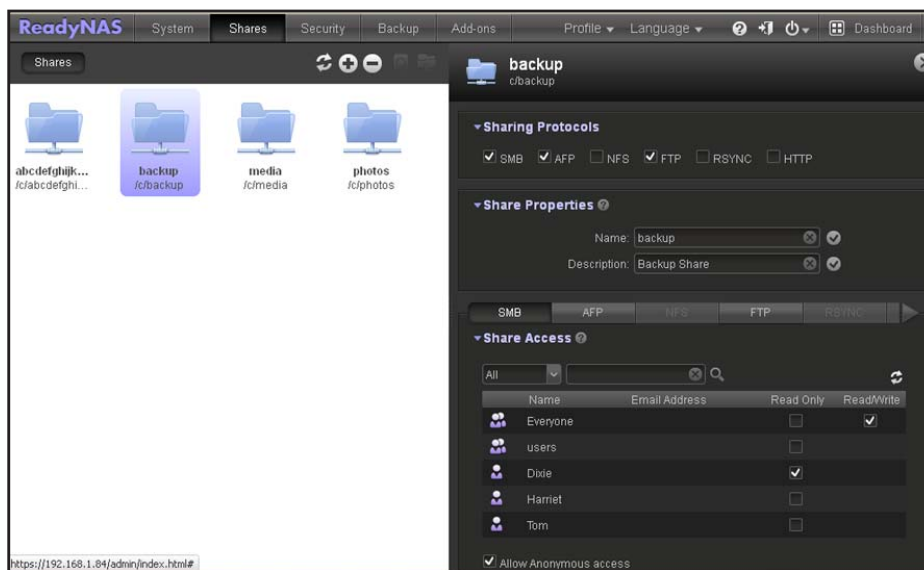 ReadyNAS System Shares Security Backup Add-ons Profile Language ? Dashboard
Shares
backup
c/backup
abcdefghijk... backup media photos
/c/abcdefghi... /c/backup /c/media /c/photos
Sharing Protocols
SMB AFP NFS FTP RSYNC HTTP
Share Properties ?
Name: backup
Description: Backup Share
SMB AFP NFS FTP RSYNC
Share Access ?
All
Name Email Address Read Only Read/Write
Everyone
users
Dixie
Harriet
Tom
Allow Anonymous access
https://192.168.1.84/admin/index.html#